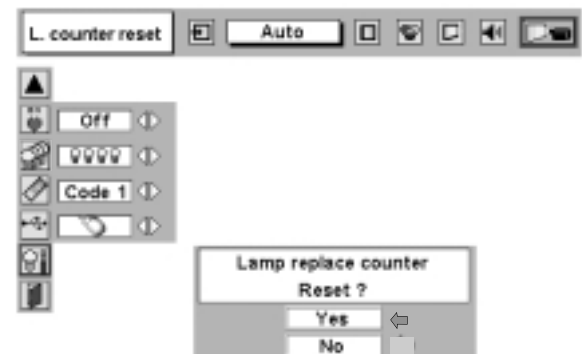 L. counter reset
Auto
Off
Code 1
Lamp replace counter
Reset ?
Yes
No